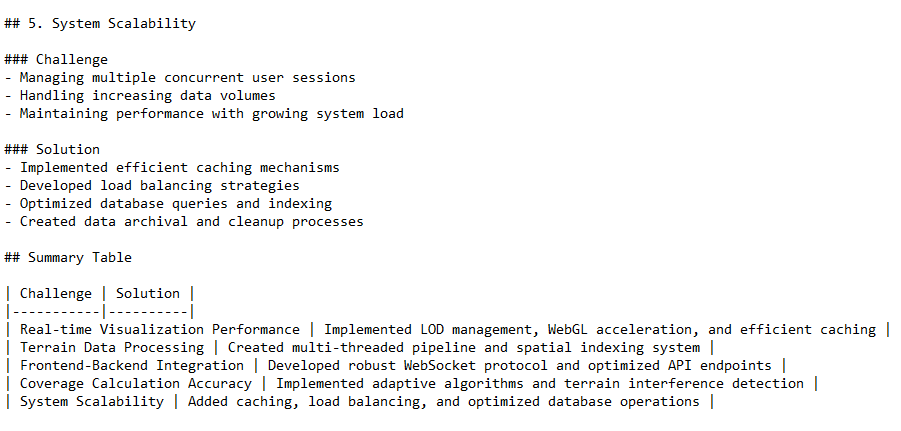 ## 5. System Scalability
### Challenge
- Managing multiple concurrent user sessions
- Handling increasing data volumes
- Maintaining performance with growing system load
### Solution
- Implemented efficient caching mechanisms
- Developed load balancing strategies
- Optimized database queries and indexing
- Created data archival and cleanup processes
## Summary Table
| Challenge | Solution |
|-----------|----------|
| Real-time Visualization Performance | Implemented LOD management, WebGL acceleration, and efficient caching |
| Terrain Data Processing | Created multi-threaded pipeline and spatial indexing system |
| Frontend-Backend Integration | Developed robust WebSocket protocol and optimized API endpoints |
| Coverage Calculation Accuracy | Implemented adaptive algorithms and terrain interference detection |
| System Scalability | Added caching, load balancing, and optimized database operations |